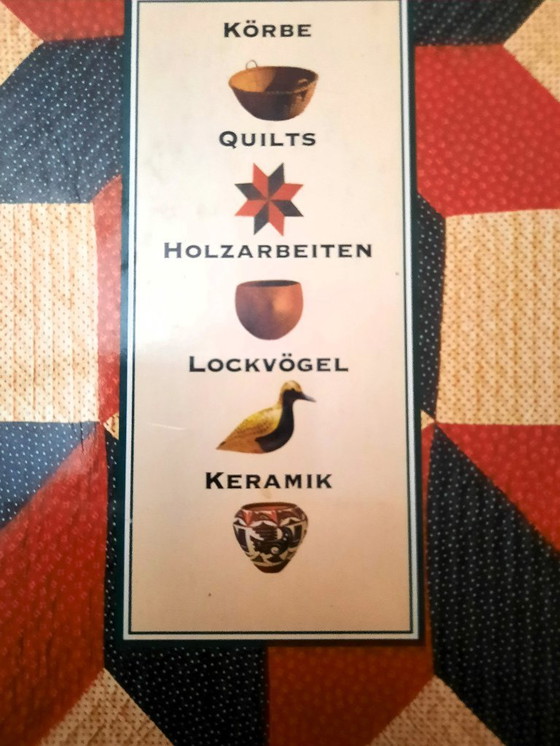 KÖRBE
QUILTS
HOLZARBEITEN
LOCKVÖGEL
KERAMIK